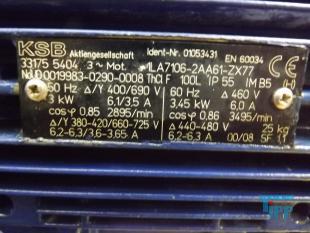 KSB Aktiengesellschaft Ident-Nr. 01053431 EN 60034
33175 5404 3~ Mot. 1LA7106-2AA61-ZX77
0019983-0290-0008 ThCl F 100L IP 55 IM B5
50 Hz Δ/Y 400/690 V 60 Hz Δ 460 V
3 kW 6,1/3,5 A 3,45 kW 6,0 A
cosφ 0.85 2895/min cosφ 0.86 3495/min
Δ/Y 380-420/660-725 V Δ 440-480 V 25 kg
6,2-6,3/3,6-3,65 A 6,2-6,3 A 00/08 SF 1,1